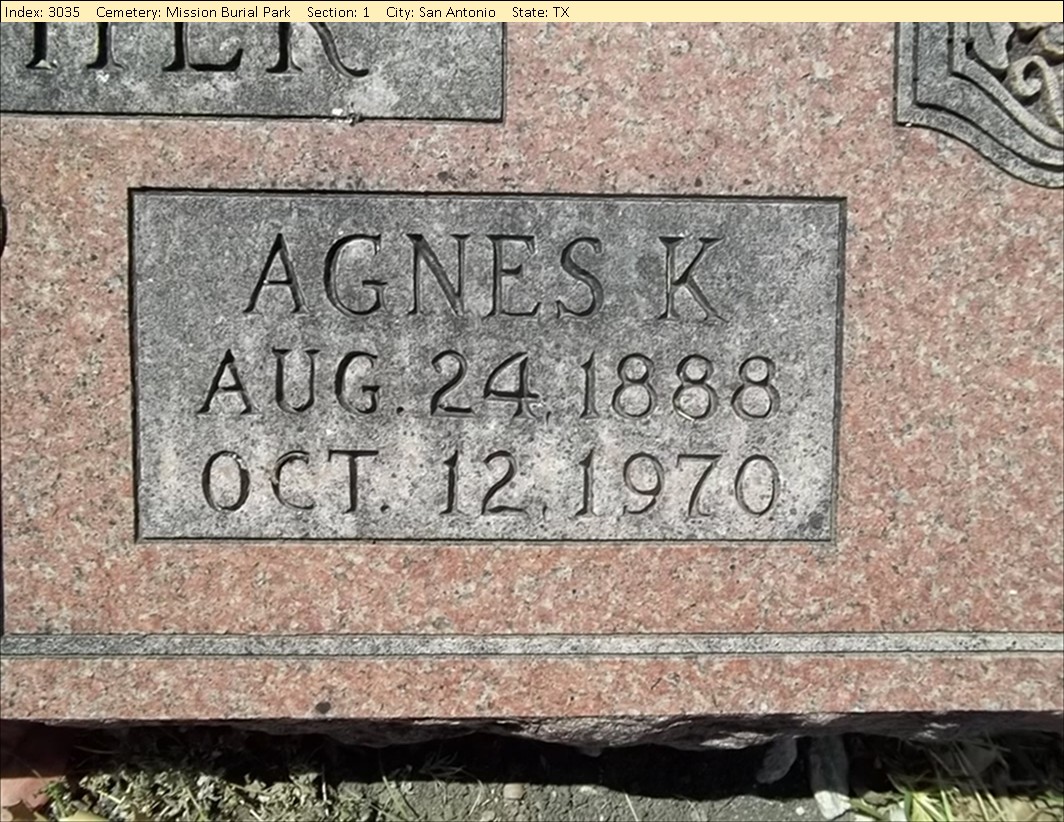 Index: 3035 Cemetery: Mission Burial Park Section: 1 City: San Antonio State: TX
AGNES K
AUG. 24, 1888
OCT. 12, 1970